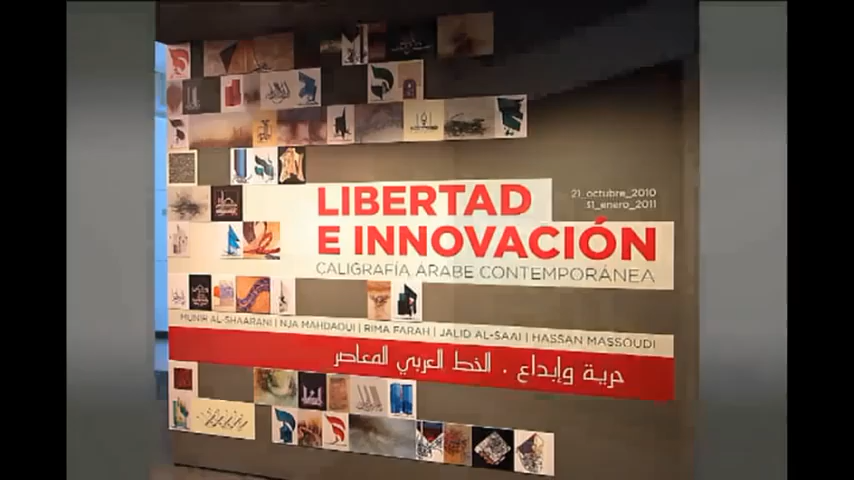 LIBERTAD
21_octubre_2010
31_enero_2011
E INNOVACIÓN
CALIGRAFÍA ÁRABE CONTEMPORÁNEA
MUNIR AL-SHAARANI | NJA MAHDAOUI | RIMA FARAH | JALID AL-SAAI | HASSAN MASSOUDI
حرية وإبداع . الخط العربي المعاصر